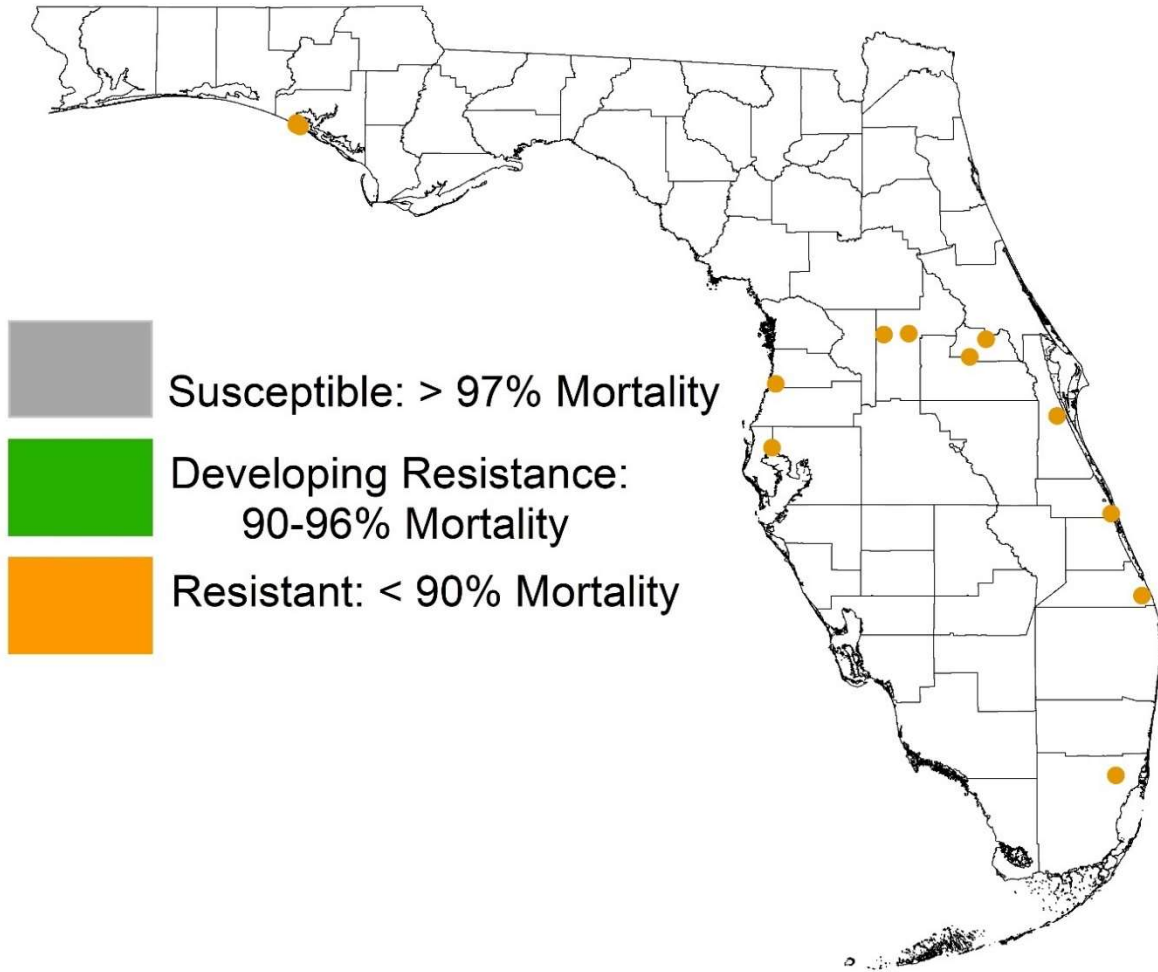 Susceptible: > 97% Mortality
Developing Resistance:
90-96% Mortality
Resistant: < 90% Mortality